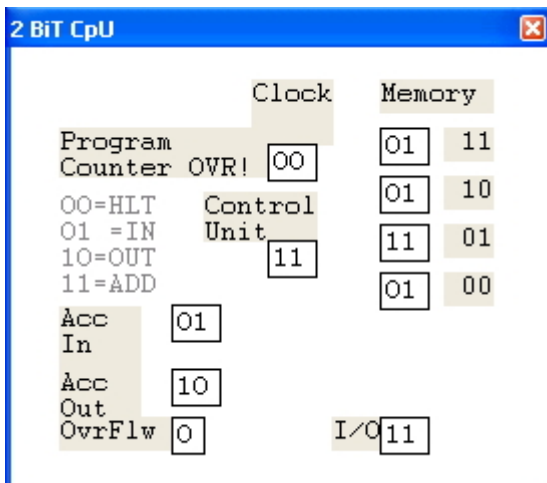 2 BiT CpU
Clock
Memory
Program
Counter OVR! 00
01 11
01 10
11 01
01 00
00=HLT
01 =IN
10=OUT
11=ADD
Control
Unit
11
Acc
In
01
Acc
Out
10
OvrFlw 0
I/O 11